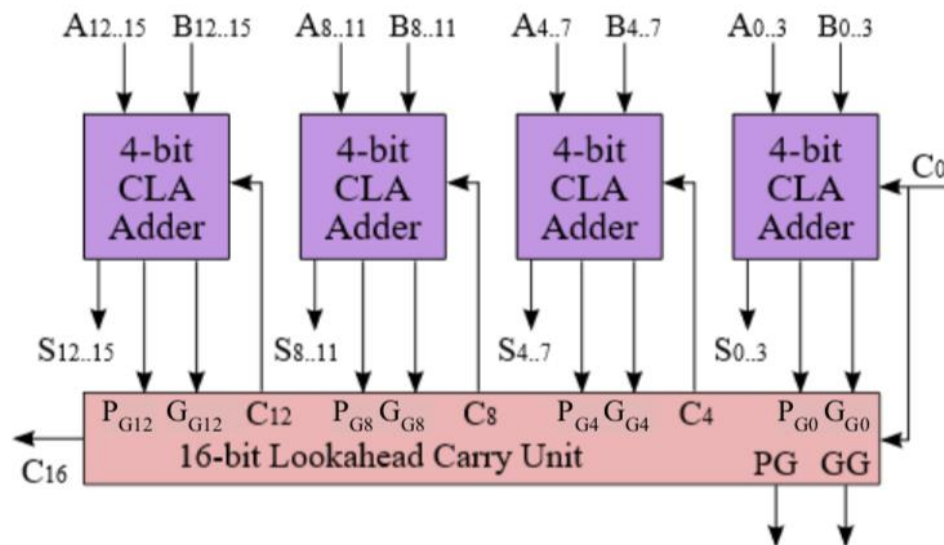 A12..15 B12..15 A8..11 B8..11 A4..7 B4..7 A0..3 B0..3
4-bit CLA Adder
4-bit CLA Adder
4-bit CLA Adder
4-bit CLA Adder
C0
S12..15 S8..11 S4..7 S0..3
PG12 GG12 C12 PG8 GG8 C8 PG4 GG4 C4 PG0 GG0
16-bit Lookahead Carry Unit PG GG
C16